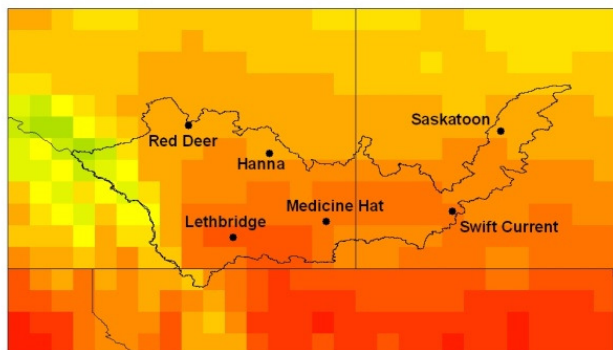 Saskatoon
Red Deer
Hanna
Medicine Hat
Lethbridge
Swift Current